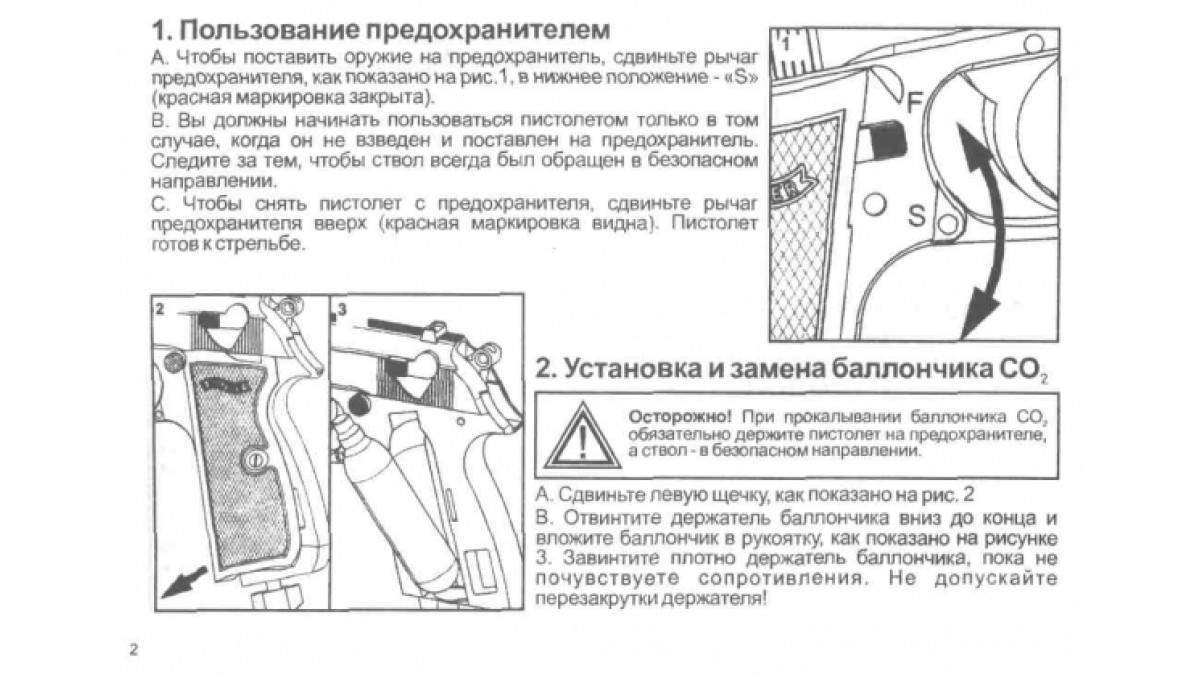 1. Пользование предохранителем
А. Чтобы поставить оружие на предохранитель, сдвиньте рычаг
предохранителя, как показано на рис.1, в нижнее положение - «S»
(красная маркировка закрыта).
В. Вы должны начинать пользоваться пистолетом только в том
случае, когда он не взведен и поставлен на предохранитель.
Следите за тем, чтобы ствол всегда был обращен в безопасном
направлении.
С. Чтобы снять пистолет с предохранителя, сдвиньте рычаг
предохранителя вверх (красная маркировка видна). Пистолет
готов к стрельбе.
1
F
S
2
3
2. Установка и замена баллончика CO₂
Осторожно! При прокалывании баллончика CO₂
обязательно держите пистолет на предохранителе,
а ствол - в безопасном направлении.
А. Сдвиньте левую щечку, как показано на рис. 2
В. Отвинтите держатель баллончика вниз до конца и
вложите баллончик в рукоятку, как показано на рисунке
3. Завинтите плотно держатель баллончика, пока не
почувствуете сопротивления. Не допускайте
перезакрутки держателя!
2